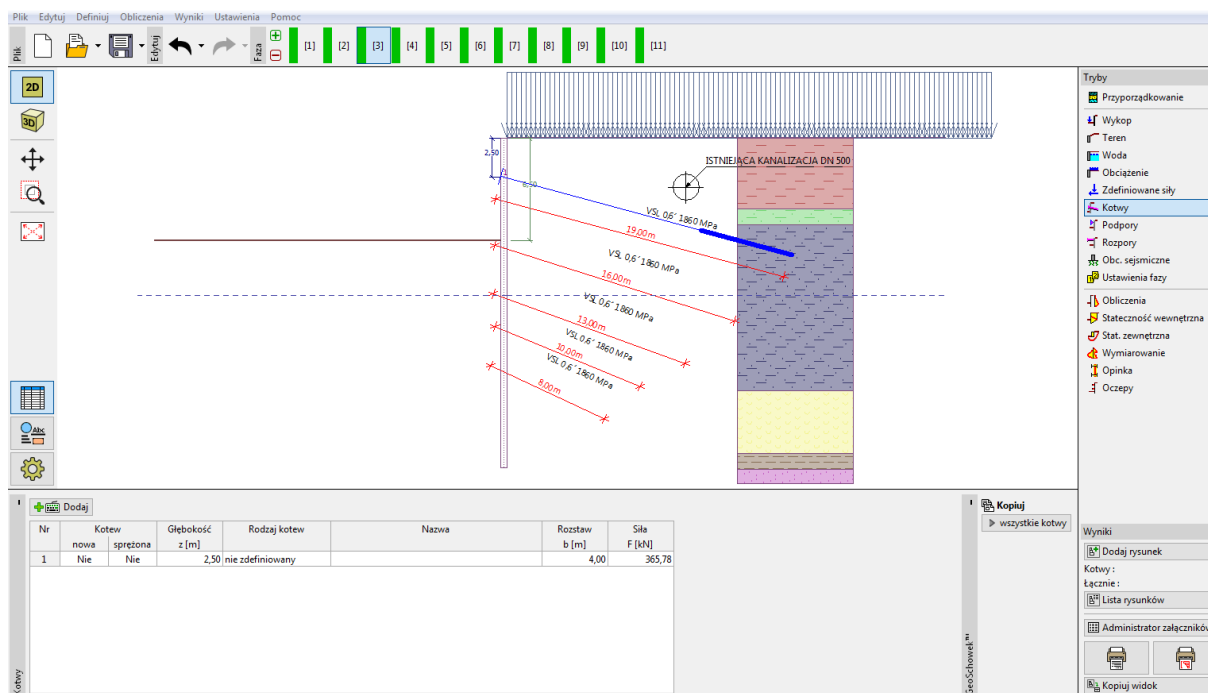 Plik Edytuj Definiuj Obliczenia Wyniki Ustawienia Pomoc
Plik
Edytuj
Faza
[1] [2] [3] [4] [5] [6] [7] [8] [9] [10] [11]
2D
3D
Abc
2,50
6,50
1
ISTNIEJĄCA KANALIZACJA DN 500
VSL 0,6´ 1860 MPa
19,00m
VSL 0,6´ 1860 MPa
16,00m
VSL 0,6´ 1860 MPa
13,00m
VSL 0,6´ 1860 MPa
10,00m
VSL 0,6´ 1860 MPa
8,00m
Tryby
Przyporządkowanie
Wykop
Teren
Woda
Obciążenie
Zdefiniowane siły
Kotwy
Podpory
Rozpory
Obc. sejsmiczne
Ustawienia fazy
Obliczenia
Stateczność wewnętrzna
Stat. zewnętrzna
Wymiarowanie
Opinka
Oczepy
Dodaj
Nr Kotew Głębokość Rodzaj kotew Nazwa Rozstaw Siła
nowa sprężona z [m] b [m] F [kN]
1 Nie Nie 2,50 nie zdefiniowany 4,00 365,78
Kotwy
GeoSchowek™
Kopiuj
wszystkie kotwy
Wyniki
Dodaj rysunek
Kotwy :
Łącznie :
Lista rysunków
Administrator załączników
Kopiuj widok